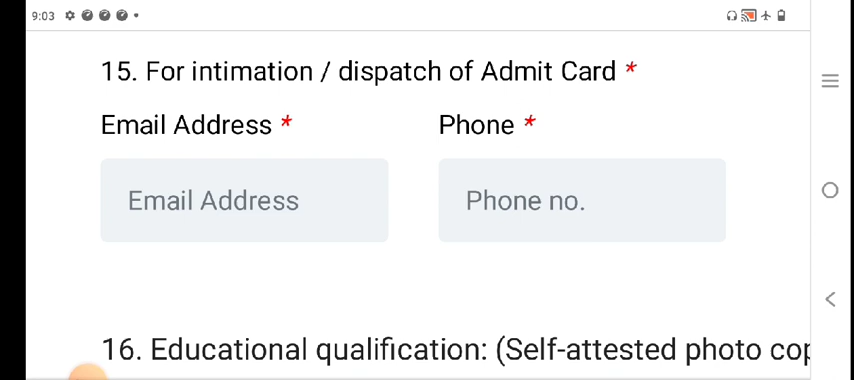 9:03
15. For intimation / dispatch of Admit Card *
Email Address * Phone *
Email Address Phone no.
16. Educational qualification: (Self-attested photo cop